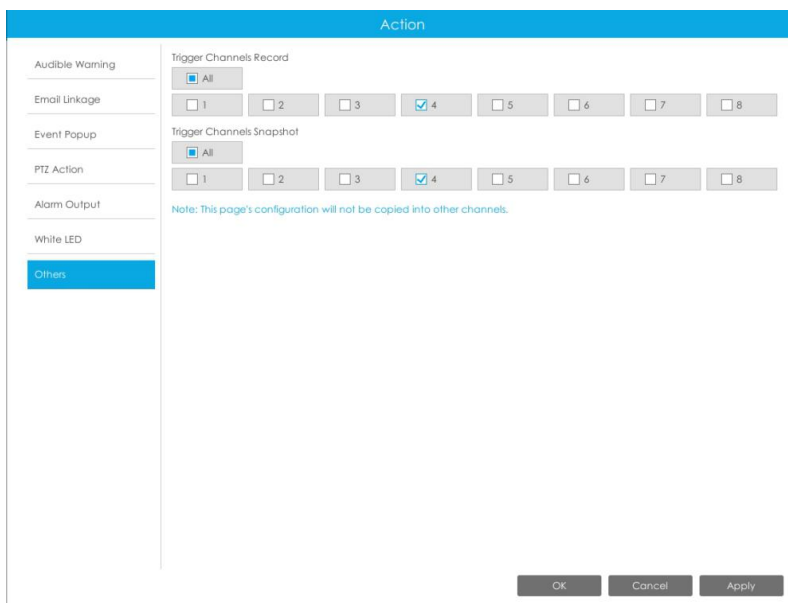 Action
Audible Warning
Email Linkage
Event Popup
PTZ Action
Alarm Output
White LED
Others
Trigger Channels Record
All
1 2 3 4 5 6 7 8
Trigger Channels Snapshot
All
1 2 3 4 5 6 7 8
Note: This page's configuration will not be copied into other channels.
OK Cancel Apply